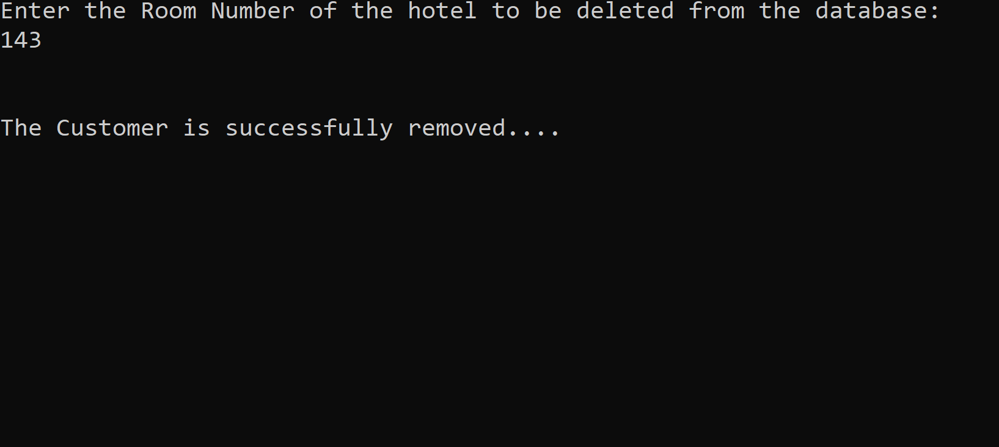 Enter the Room Number of the hotel to be deleted from the database:
143
The Customer is successfully removed....